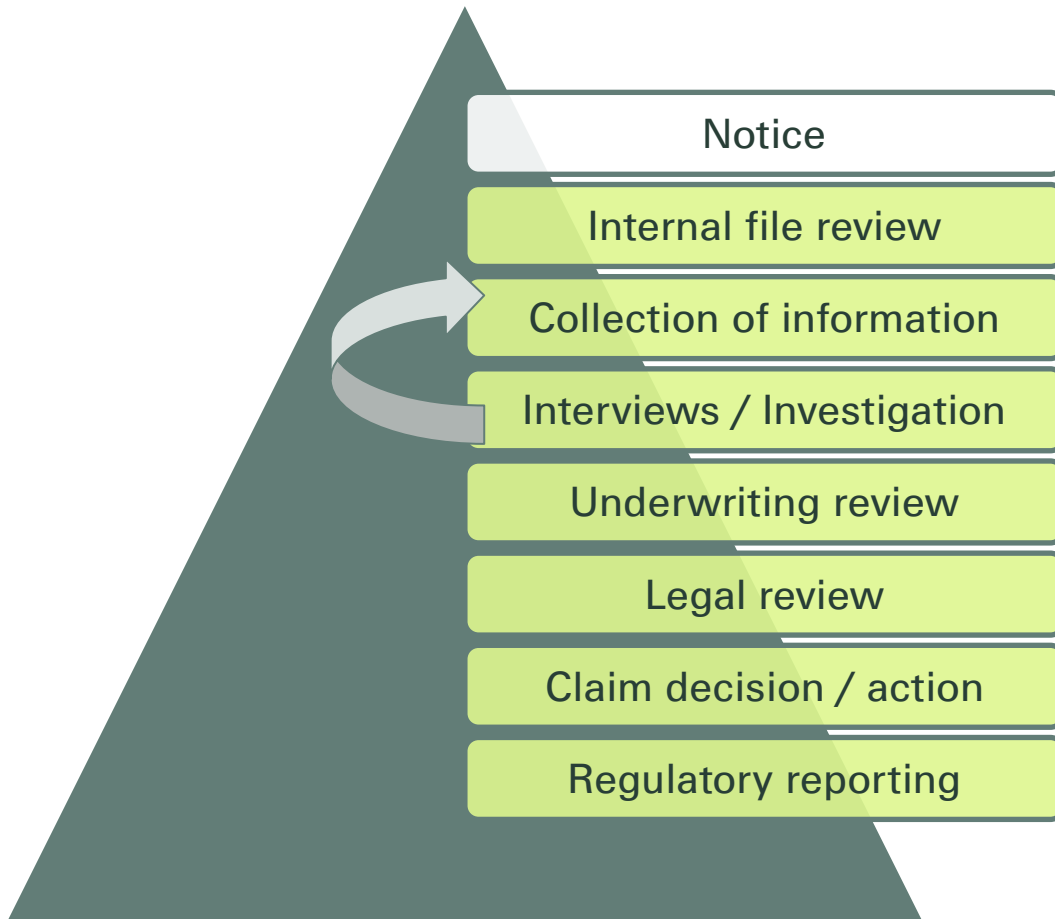 Notice
Internal file review
Collection of information
Interviews / Investigation
Underwriting review
Legal review
Claim decision / action
Regulatory reporting